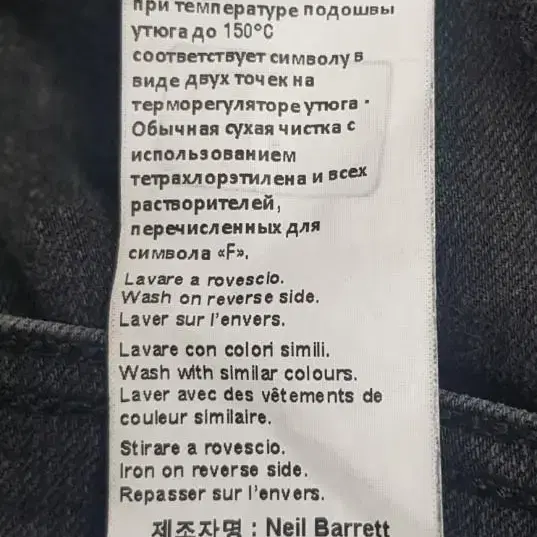 при температуре подошвы
утюга до 150°С
соответствует символу в
виде двух точек на
терморегуляторе утюга ·
Обычная сухая чистка с
использованием
тетрахлорэтилена и всех
растворителей,
перечисленных для
символа «F».
Lavare a rovescio.
Wash on reverse side.
Laver sur l'envers.
Lavare con colori simili.
Wash with similar colours.
Laver avec des vêtements de
couleur similaire.
Stirare a rovescio.
Iron on reverse side.
Repasser sur l'envers.
제조자명 : Neil Barrett